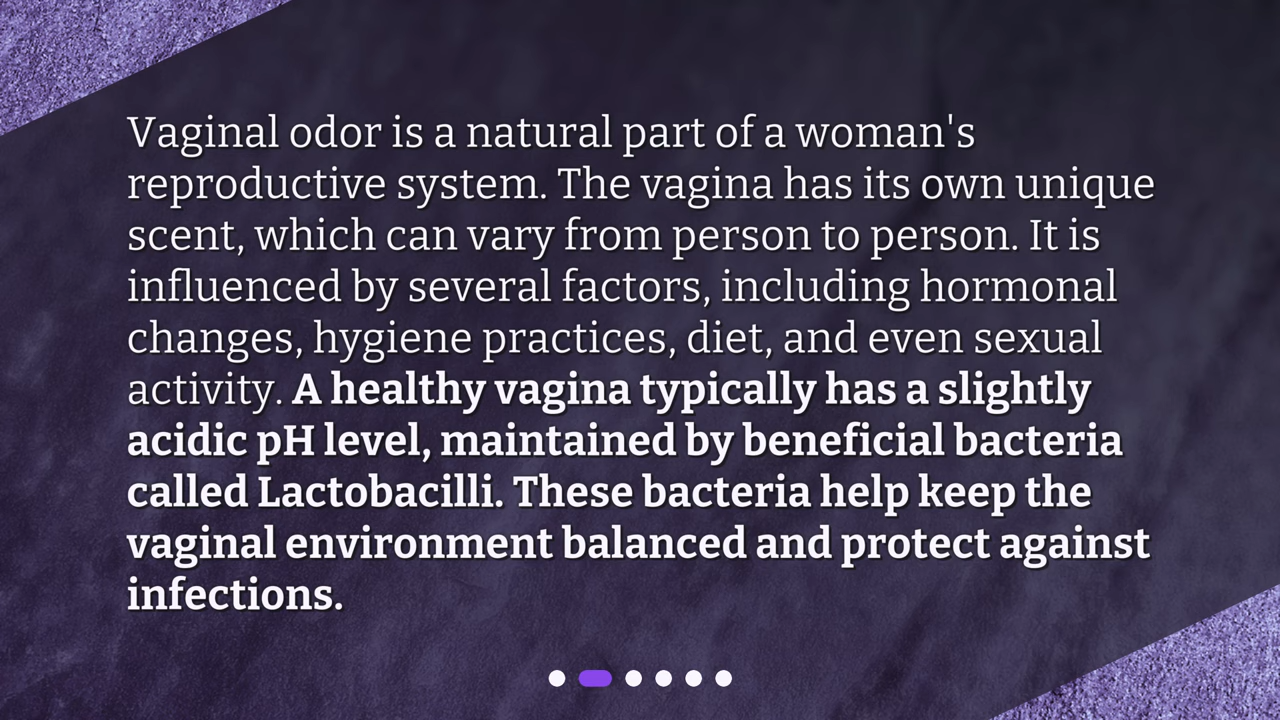 Vaginal odor is a natural part of a woman's
reproductive system. The vagina has its own unique
scent, which can vary from person to person. It is
influenced by several factors, including hormonal
changes, hygiene practices, diet, and even sexual
activity. A healthy vagina typically has a slightly
acidic pH level, maintained by beneficial bacteria
called Lactobacilli. These bacteria help keep the
vaginal environment balanced and protect against
infections.